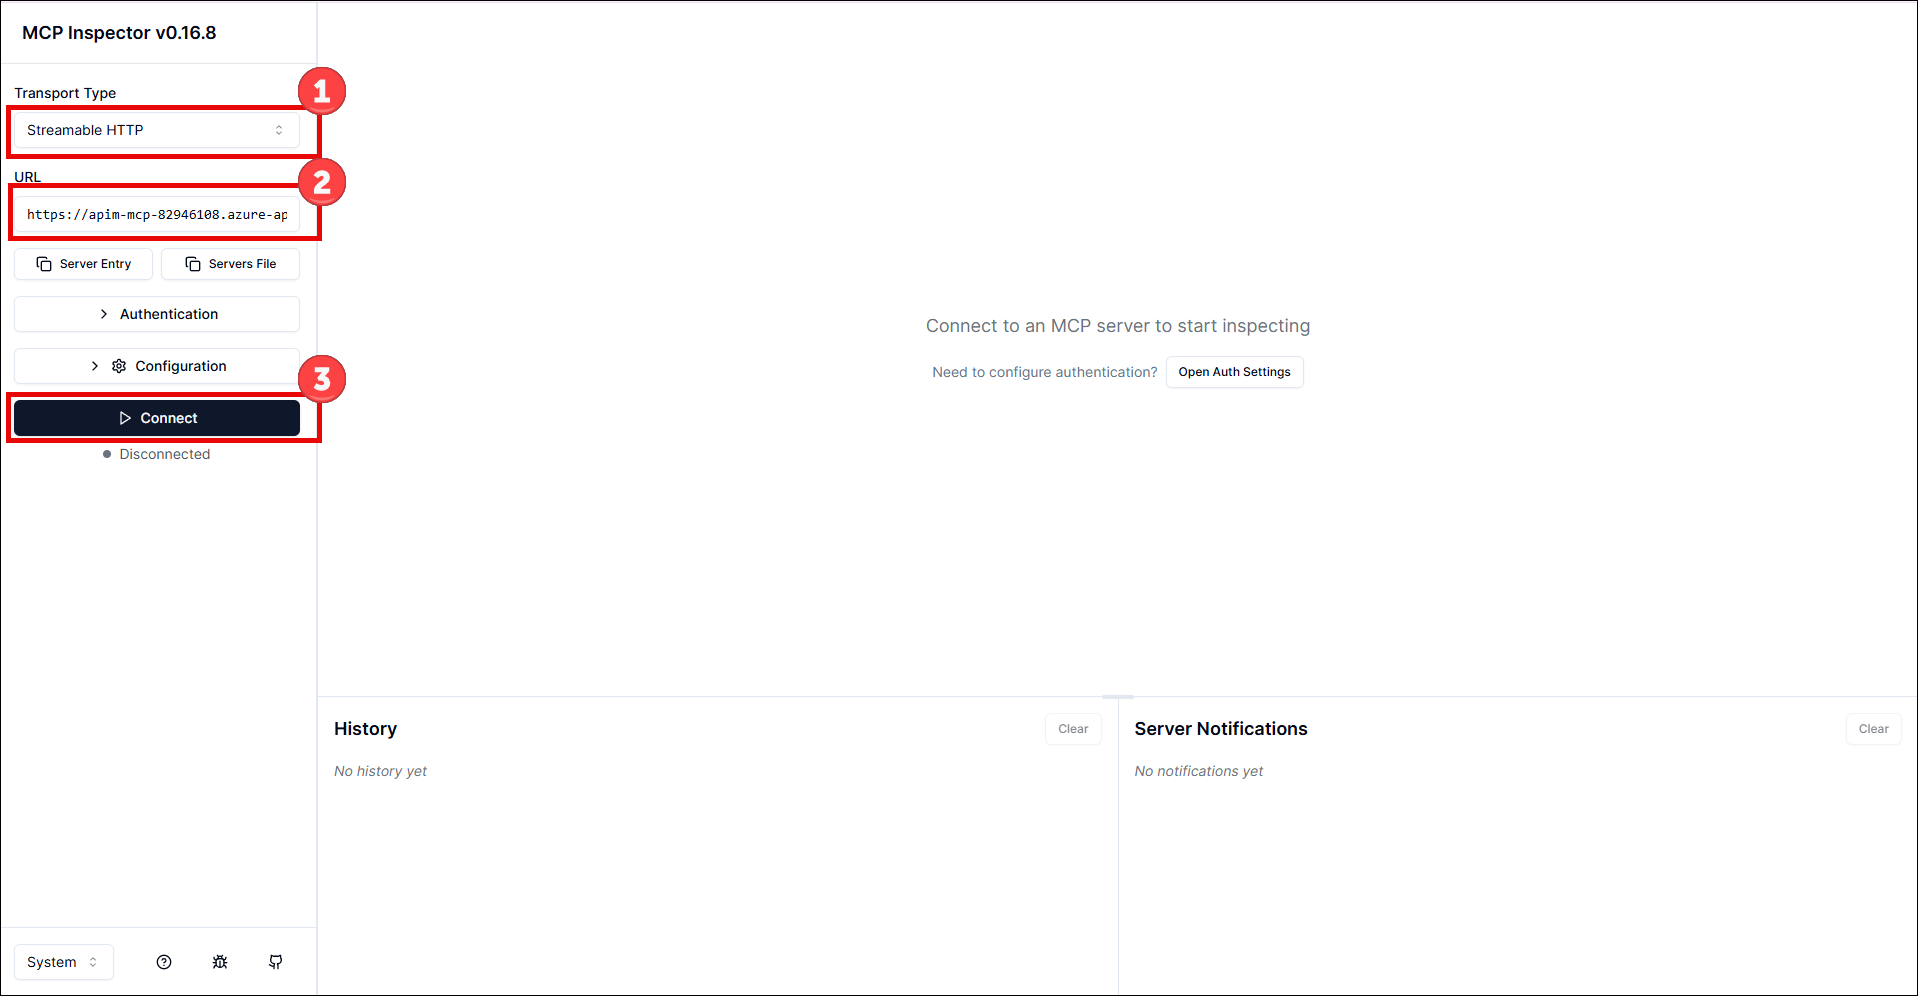 MCP Inspector v0.16.8
Transport Type
1
Streamable HTTP
URL
2
https://apim-mcp-82946108.azure-ap
Server Entry
Servers File
Authentication
Configuration
3
Connect
Disconnected
System
Connect to an MCP server to start inspecting
Need to configure authentication? Open Auth Settings
History
Clear
No history yet
Server Notifications
Clear
No notifications yet